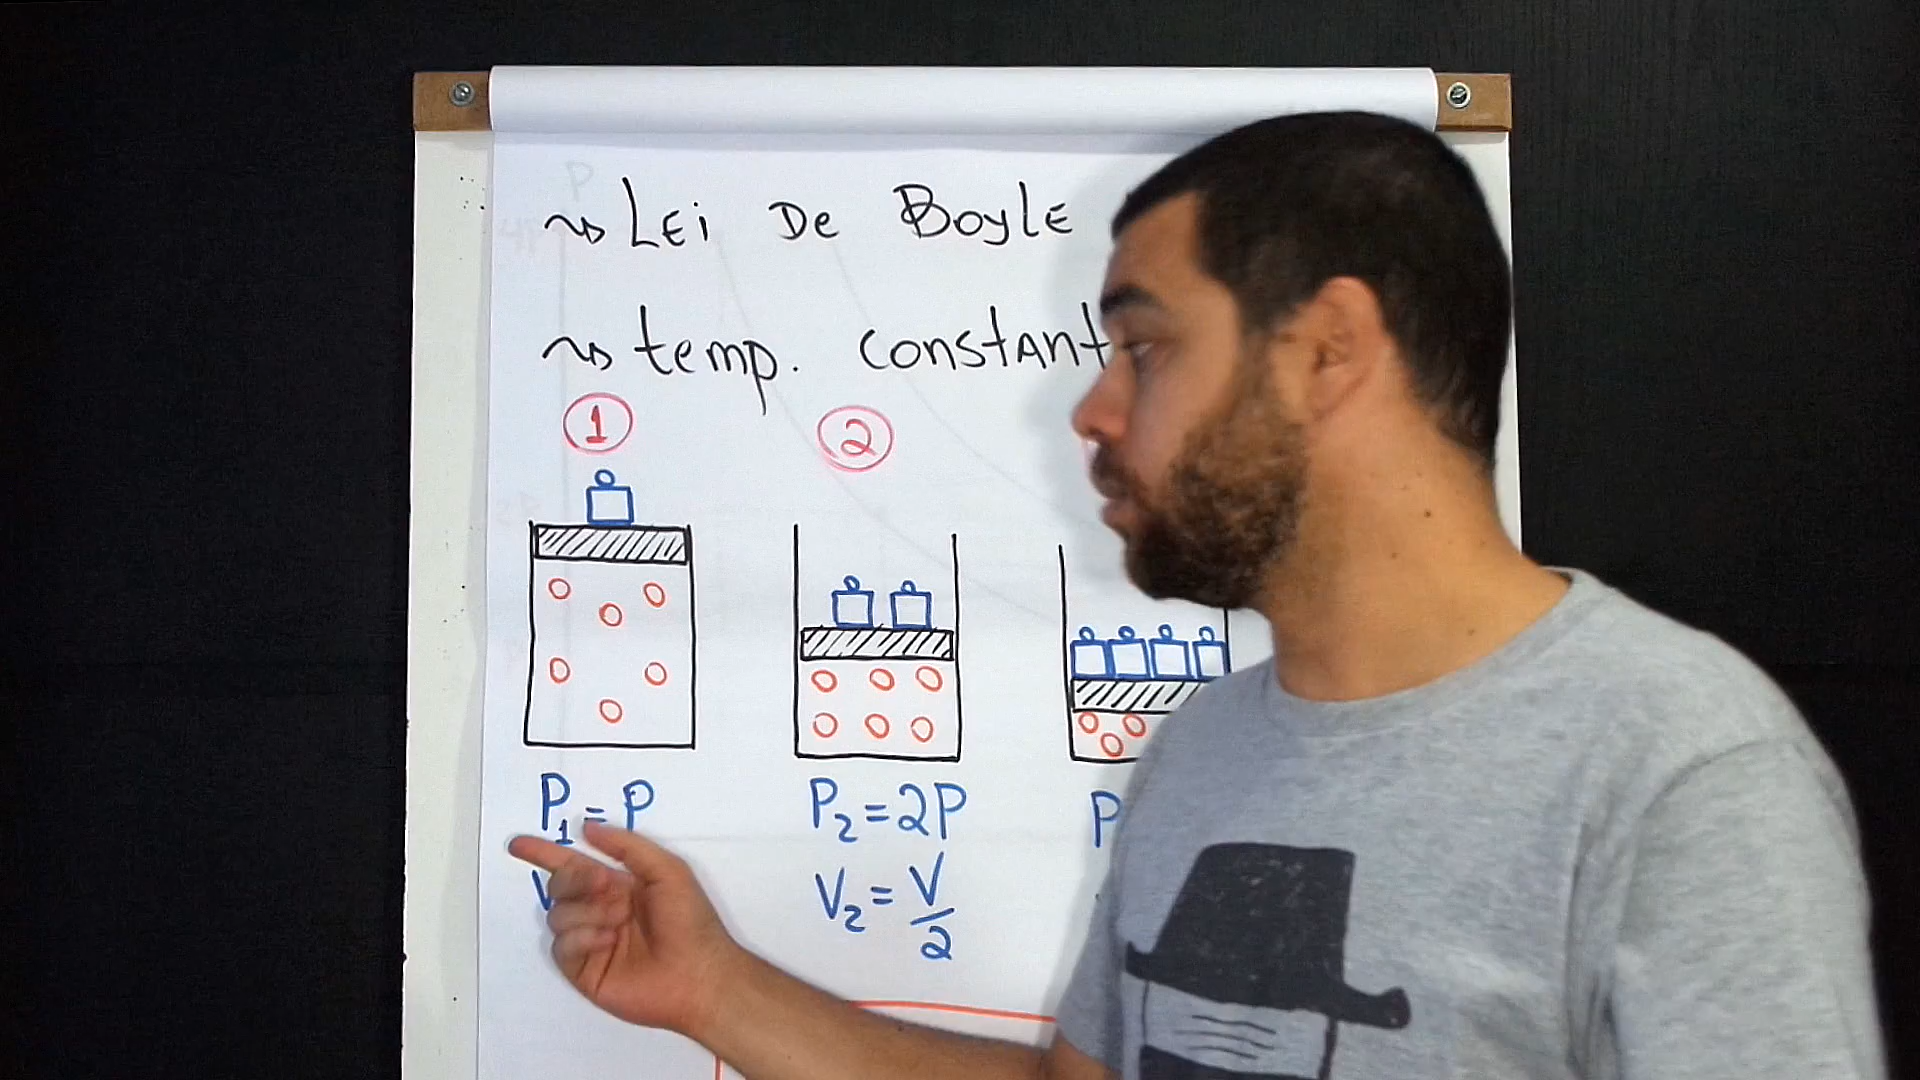 Lei De Boyle
temp. constant
1
2
P₁ = P
P₂ = 2P
P
V
V₂ = V/2